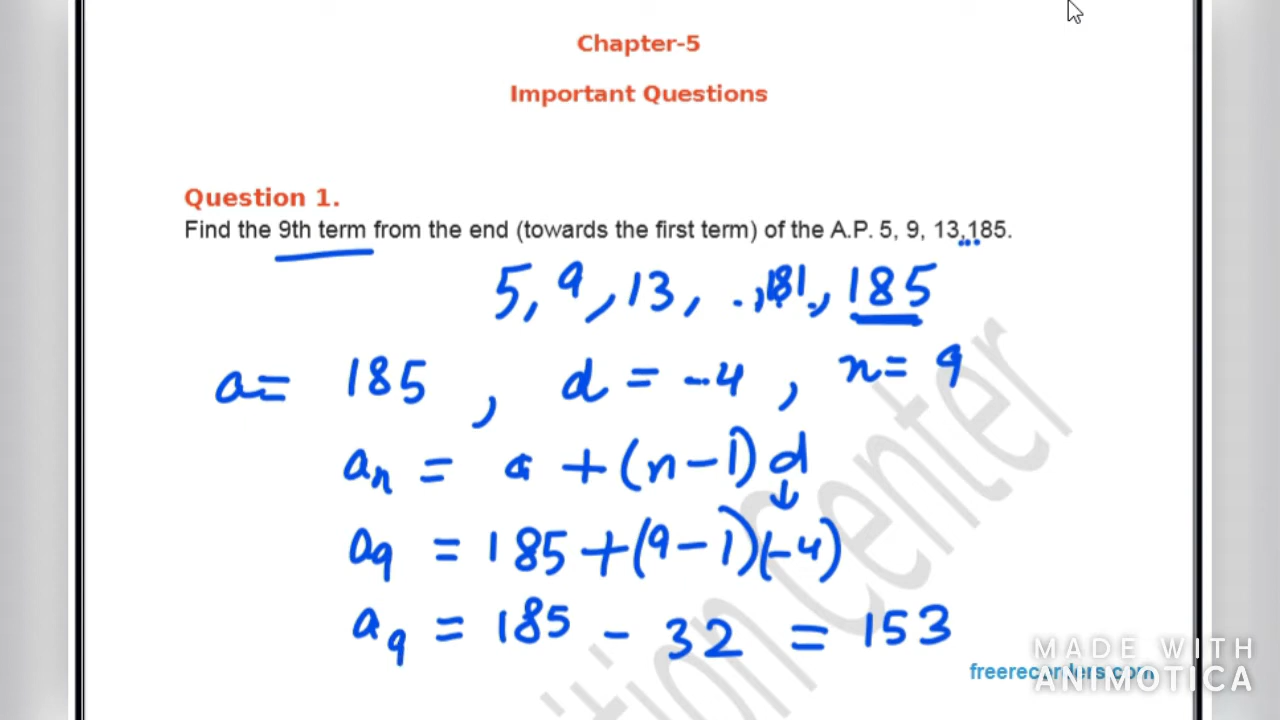 Chapter-5
Important Questions
Question 1.
Find the 9th term from the end (towards the first term) of the A.P. 5, 9, 13,...185.
5, 9, 13, . ,181., 185
a = 185 , d = -4 , n = 9
an = a + (n-1)d
a9 = 185+(9-1)(-4)
a9 = 185 - 32 = 153
MADE WITH
freerecorders.com
ANIMOTICA